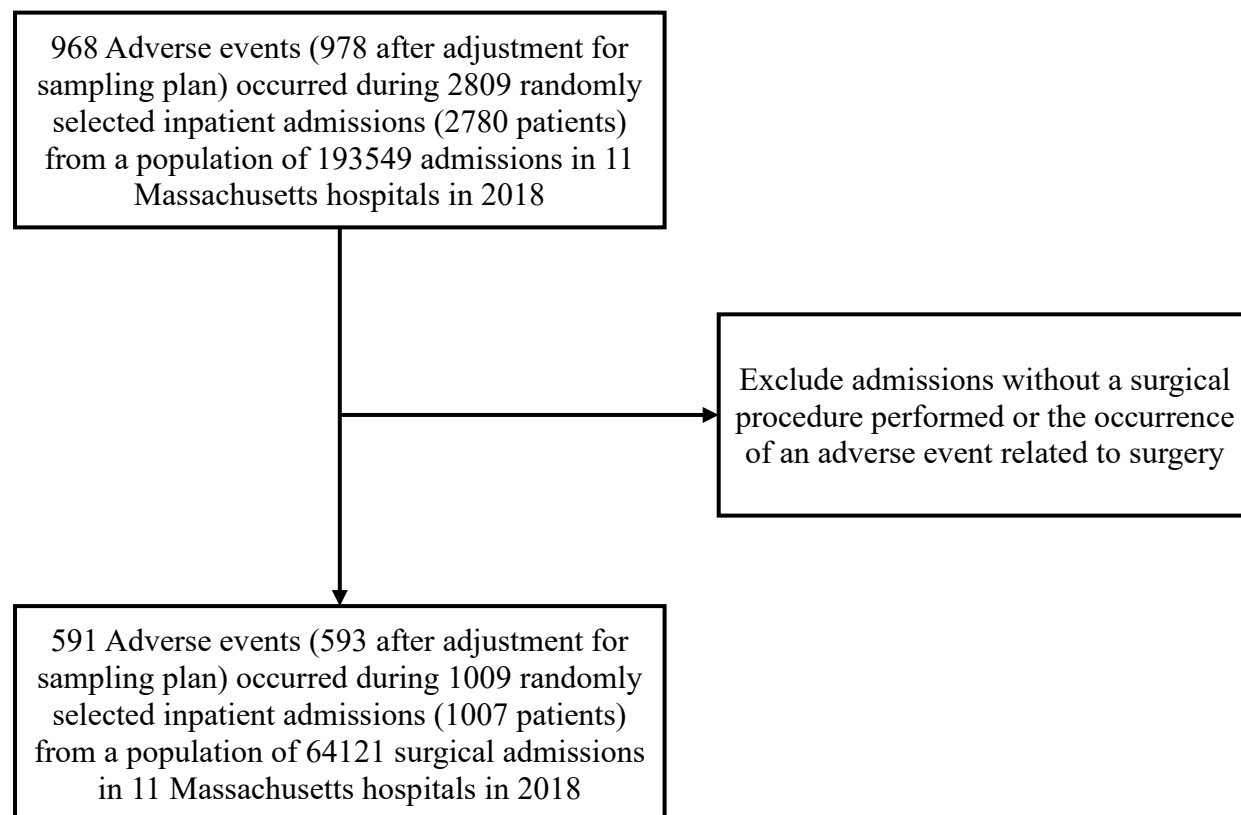 968 Adverse events (978 after adjustment for
sampling plan) occurred during 2809 randomly
selected inpatient admissions (2780 patients)
from a population of 193549 admissions in 11
Massachusetts hospitals in 2018
Exclude admissions without a surgical
procedure performed or the occurrence
of an adverse event related to surgery
591 Adverse events (593 after adjustment for
sampling plan) occurred during 1009 randomly
selected inpatient admissions (1007 patients)
from a population of 64121 surgical admissions
in 11 Massachusetts hospitals in 2018